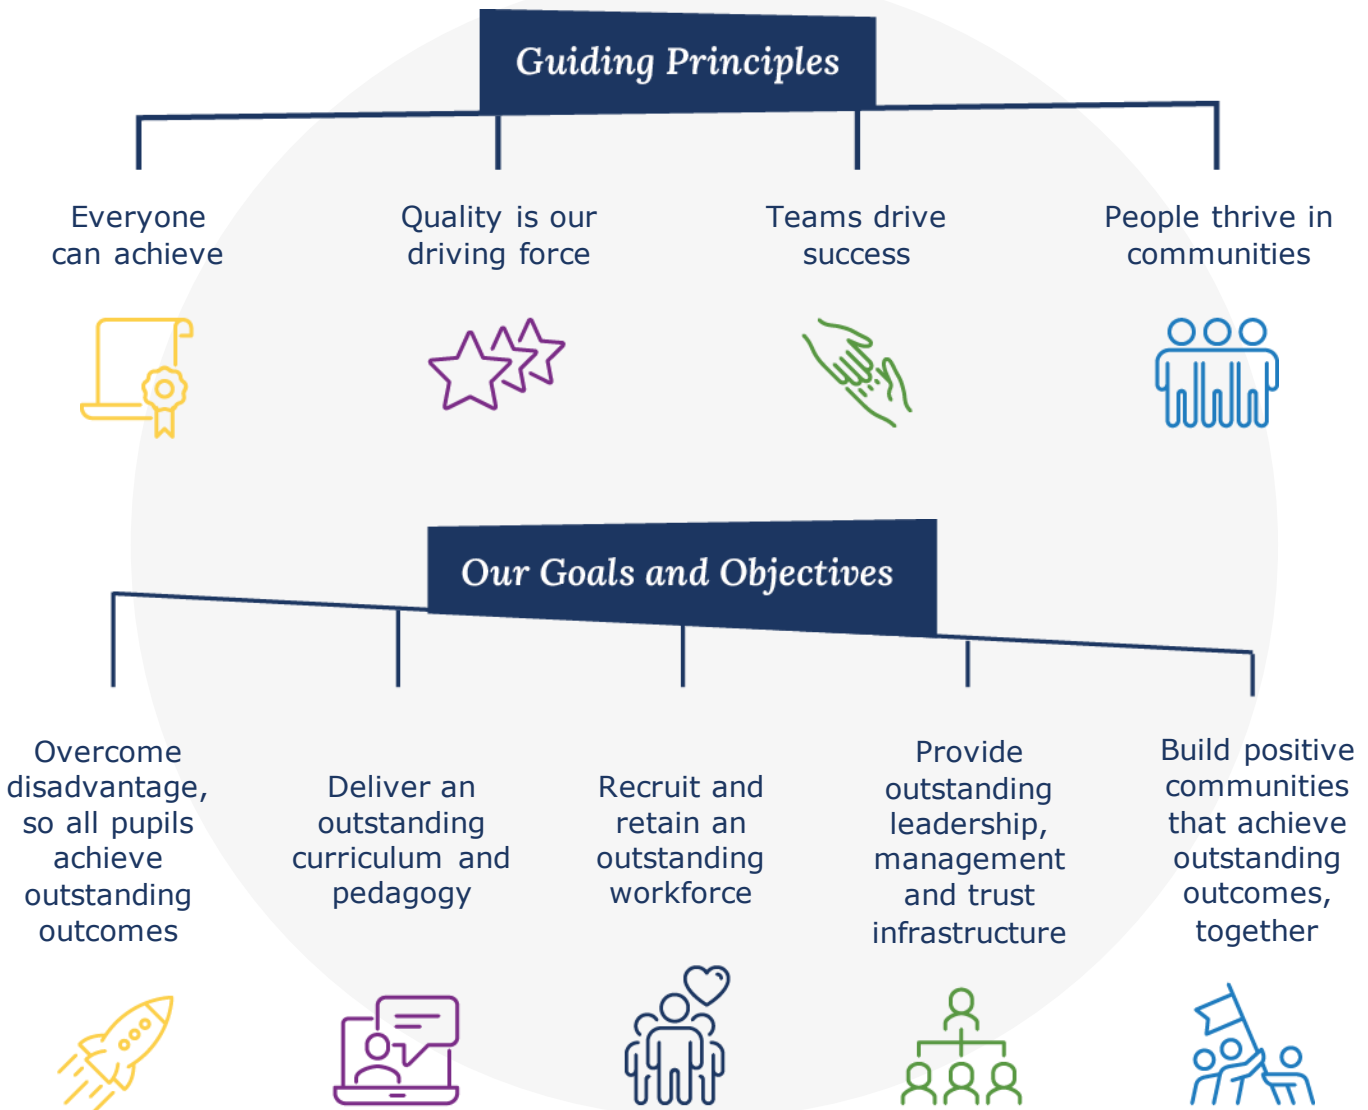 Guiding Principles
Everyone
can achieve
Quality is our
driving force
Teams drive
success
People thrive in
communities
Our Goals and Objectives
Overcome
disadvantage,
so all pupils
achieve
outstanding
outcomes
Deliver an
outstanding
curriculum and
pedagogy
Recruit and
retain an
outstanding
workforce
Provide
outstanding
leadership,
management
and trust
infrastructure
Build positive
communities
that achieve
outstanding
outcomes,
together